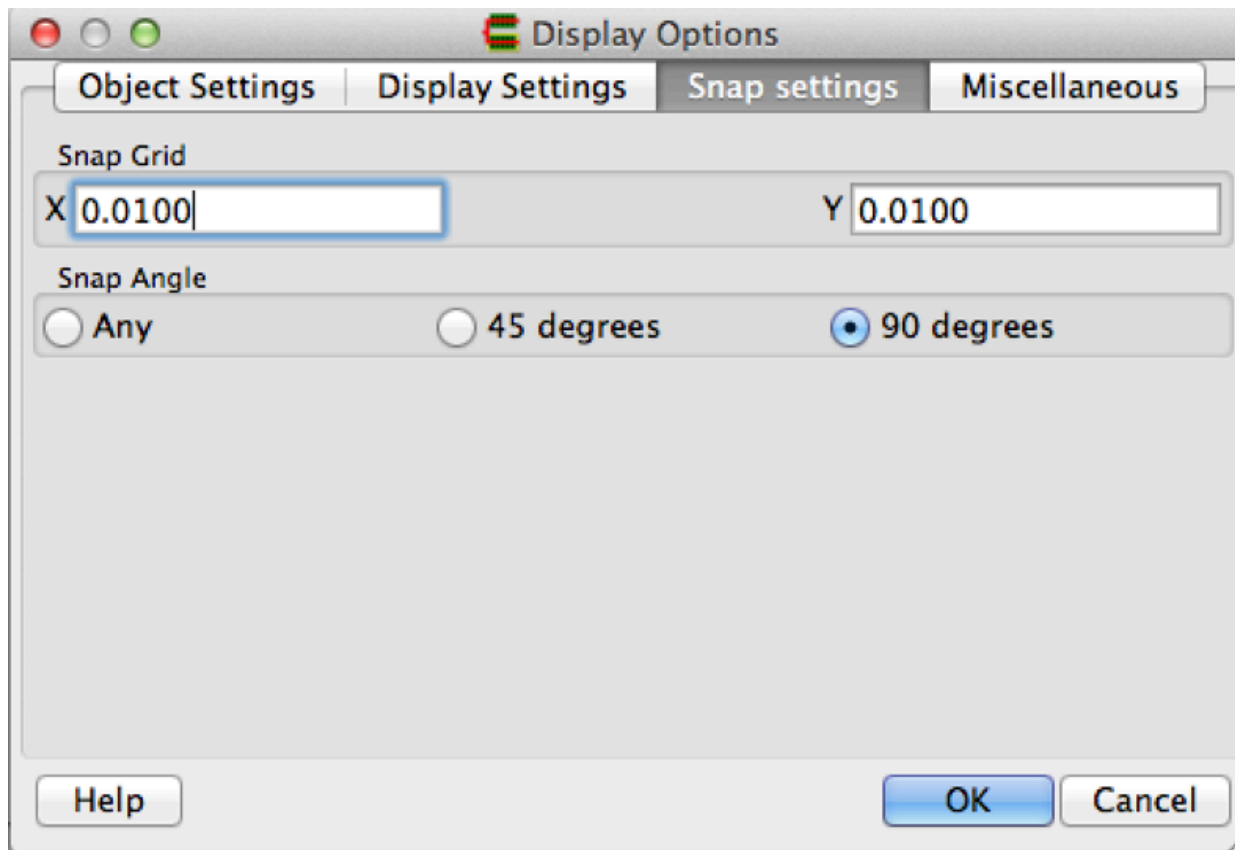 Display Options
Object Settings Display Settings Snap settings Miscellaneous
Snap Grid
X 0.0100 Y 0.0100
Snap Angle
Any 45 degrees 90 degrees
Help OK Cancel